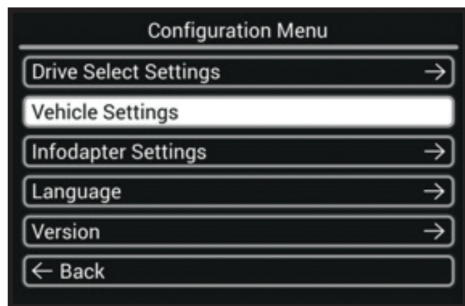 Configuration Menu
Drive Select Settings →
Vehicle Settings
Infodapter Settings →
Language →
Version →
← Back